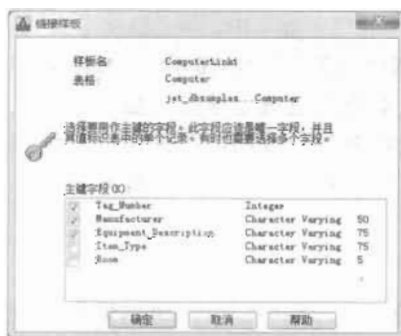 链接样板
样板名: ComputerLink1
表格: Computer
jet_dbsamples...Computer
选择要用作主键的字段。此字段应该是唯一字段，并且
其值标识表中的单个记录。有时也需要选择多个字段。
主键字段(K)
Tag_Number Integer
Manufacturer Character Varying 50
Equipment_Description Character Varying 75
Item_Type Character Varying 75
Room Character Varying 5
确定 取消 帮助